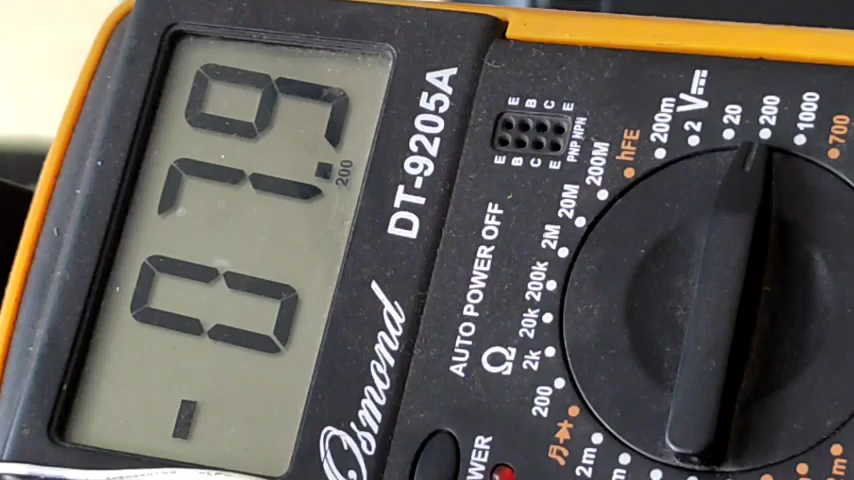 -07.9
200
Osmond DT-9205A
AUTO POWER OFF
E B C E
PNP NPN
E B C E
hFE
200m
2
V
20
200
1000
700
200M
20M
2M
200k
20k
2k
200
Ω
2m